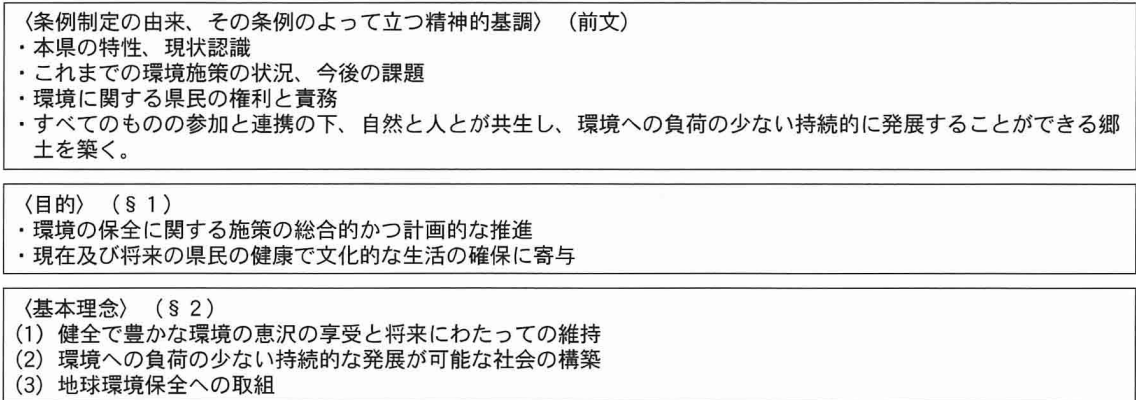 〈条例制定の由来、その条例のよって立つ精神的基調〉（前文）
・本県の特性、現状認識
・これまでの環境施策の状況、今後の課題
・環境に関する県民の権利と責務
・すべてのものの参加と連携の下、自然と人とが共生し、環境への負荷の少ない持続的に発展することができる郷
土を築く。
〈目的〉（§１）
・環境の保全に関する施策の総合的かつ計画的な推進
・現在及び将来の県民の健康で文化的な生活の確保に寄与
〈基本理念〉（§２）
(1) 健全で豊かな環境の恵沢の享受と将来にわたっての維持
(2) 環境への負荷の少ない持続的な発展が可能な社会の構築
(3) 地球環境保全への取組